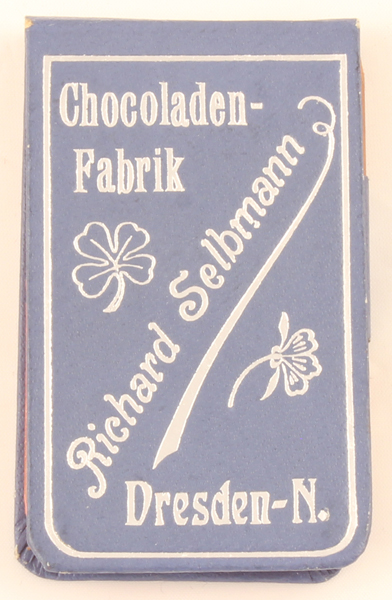 Chocoladen-
Fabrik
Richard Selbmann
Dresden-N.